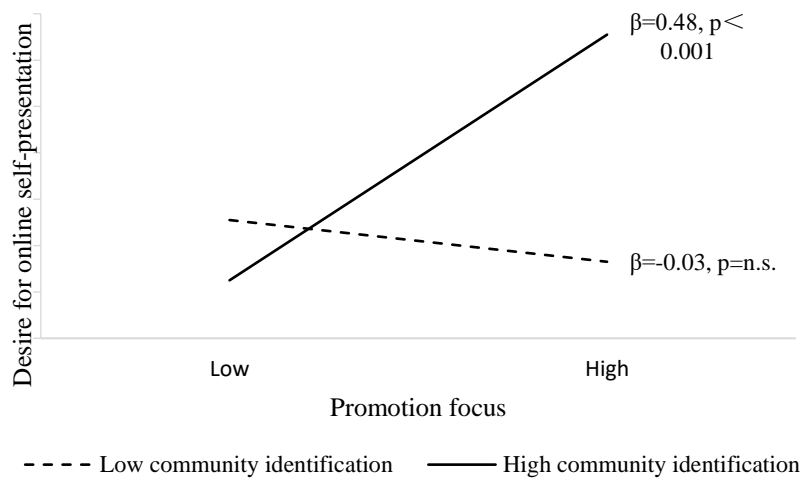 Desire for online self-presentation
β=0.48, p＜
0.001
β=-0.03, p=n.s.
Low
High
Promotion focus
Low community identification
High community identification